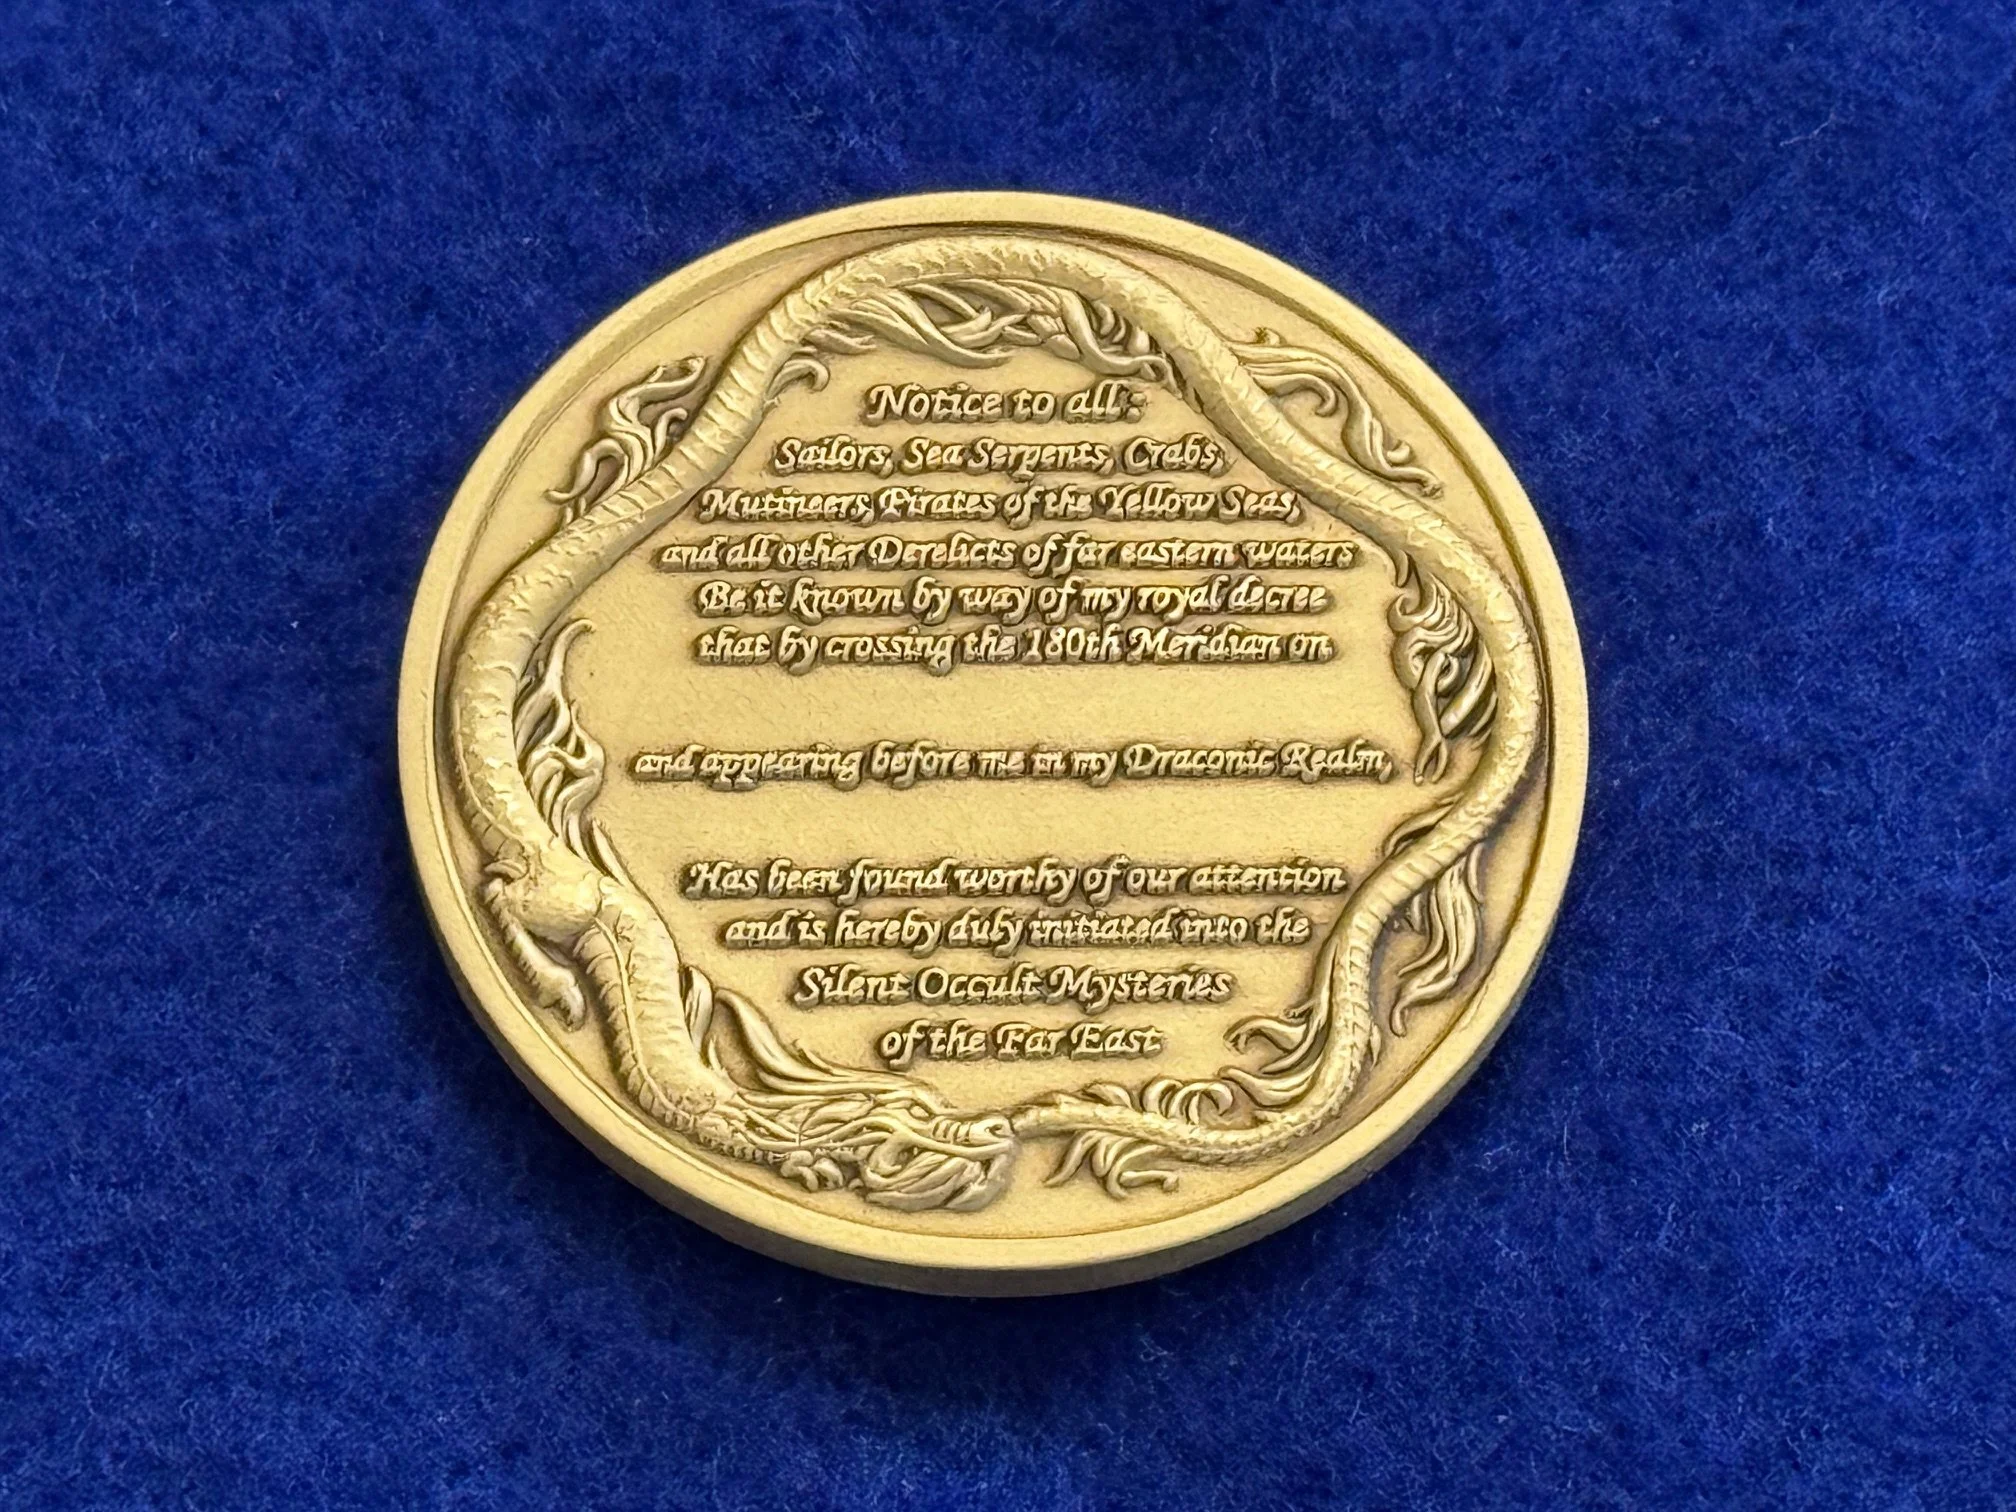 Notice to all:
Sailors, Sea Serpents, Crabs,
Mutineers, Pirates of the Yellow Seas,
and all other Derelicts of far eastern waters
Be it known by way of my royal decree
that by crossing the 180th Meridian on
and appearing before me in my Draconic Realm,
Has been found worthy of our attention
and is hereby duly initiated into the
Silent Occult Mysteries
of the Far East